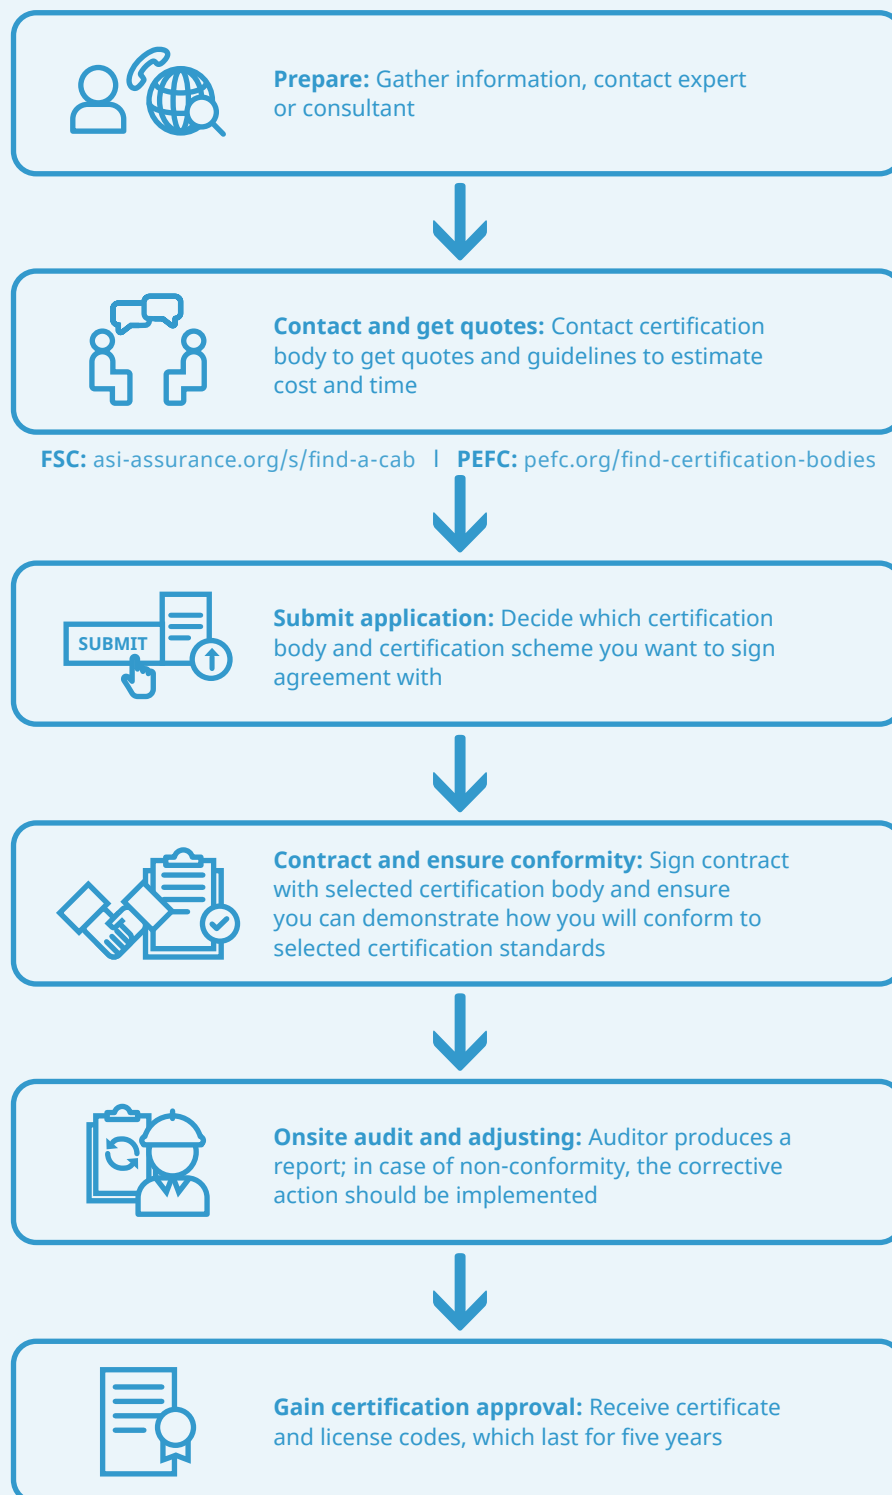 Prepare: Gather information, contact expert
or consultant
Contact and get quotes: Contact certification
body to get quotes and guidelines to estimate
cost and time
FSC: asi-assurance.org/s/find-a-cab | PEFC: pefc.org/find-certification-bodies
SUBMIT
Submit application: Decide which certification
body and certification scheme you want to sign
agreement with
Contract and ensure conformity: Sign contract
with selected certification body and ensure
you can demonstrate how you will conform to
selected certification standards
Onsite audit and adjusting: Auditor produces a
report; in case of non-conformity, the corrective
action should be implemented
Gain certification approval: Receive certificate
and license codes, which last for five years